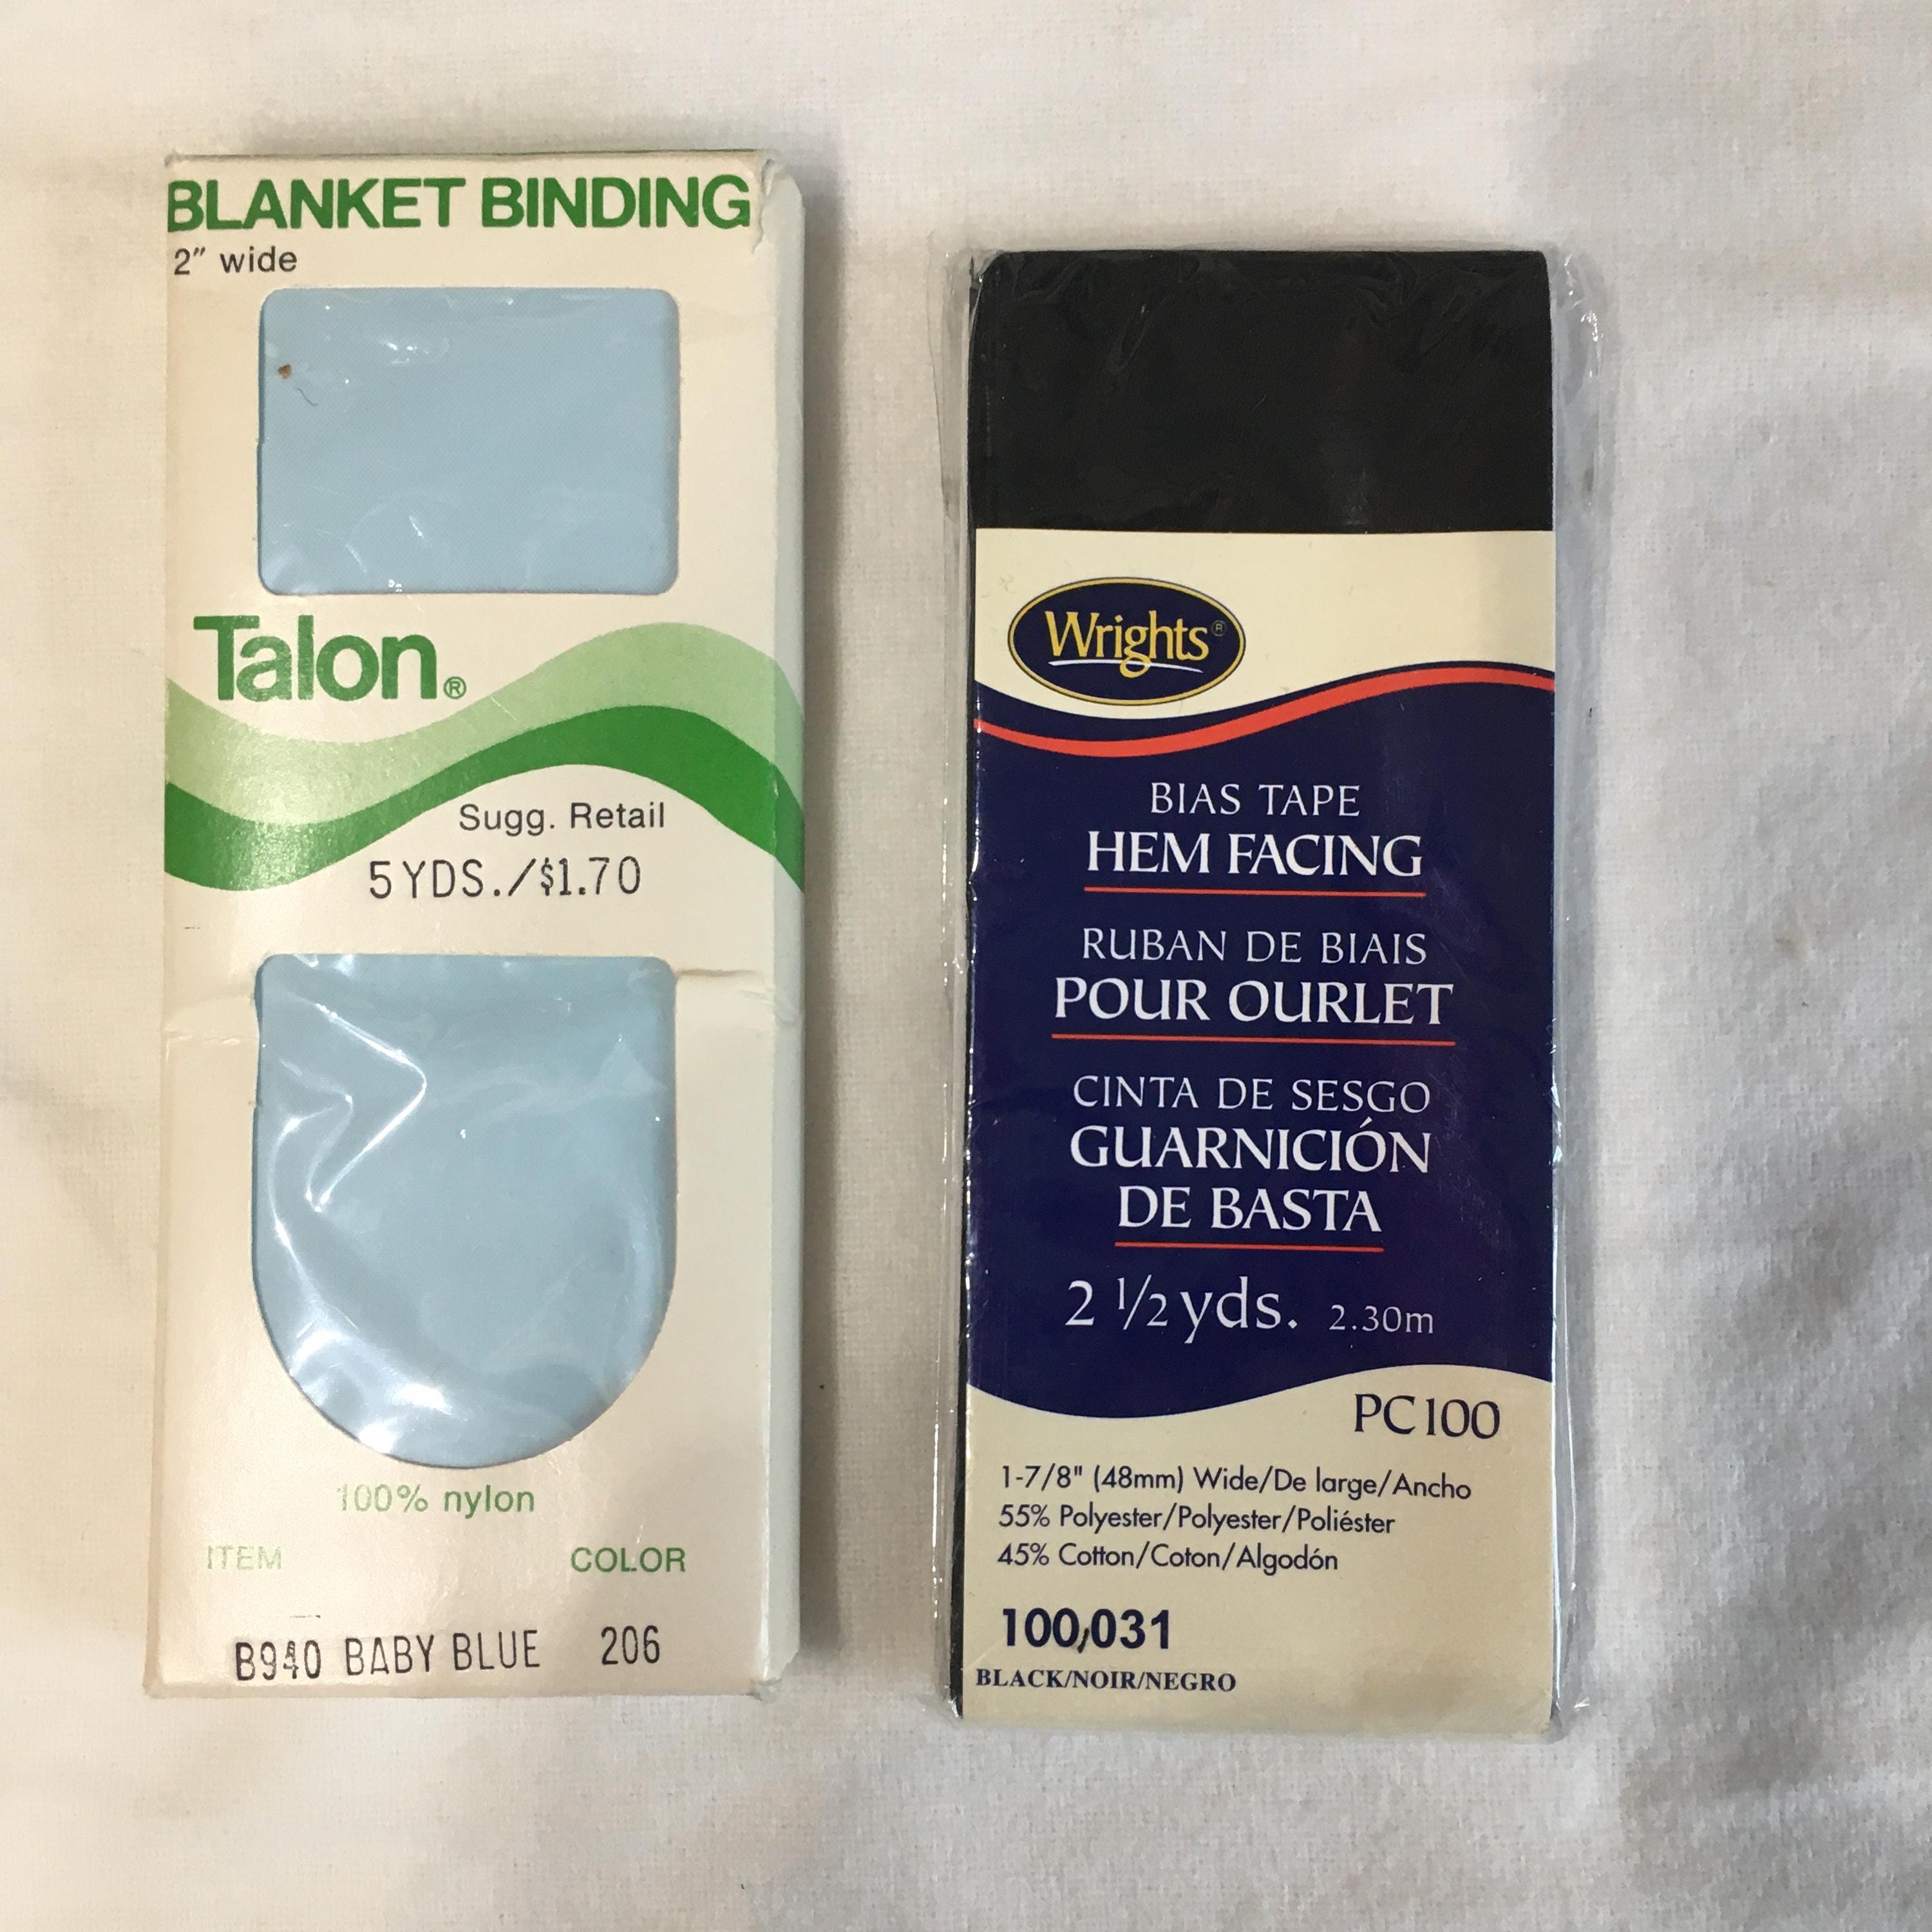 BLANKET BINDING
2" wide
Talon®
Sugg. Retail
5 YDS./$1.70
100% nylon
ITEM COLOR
B940 BABY BLUE 206
Wrights®
BIAS TAPE
HEM FACING
RUBAN DE BIAIS
POUR OURLET
CINTA DE SESGO
GUARNICIÓN
DE BASTA
2 1/2 yds. 2.30m
PC100
1-7/8" (48mm) Wide/De large/Ancho
55% Polyester/Polyester/Poliéster
45% Cotton/Coton/Algodón
100,031
BLACK/NOIR/NEGRO